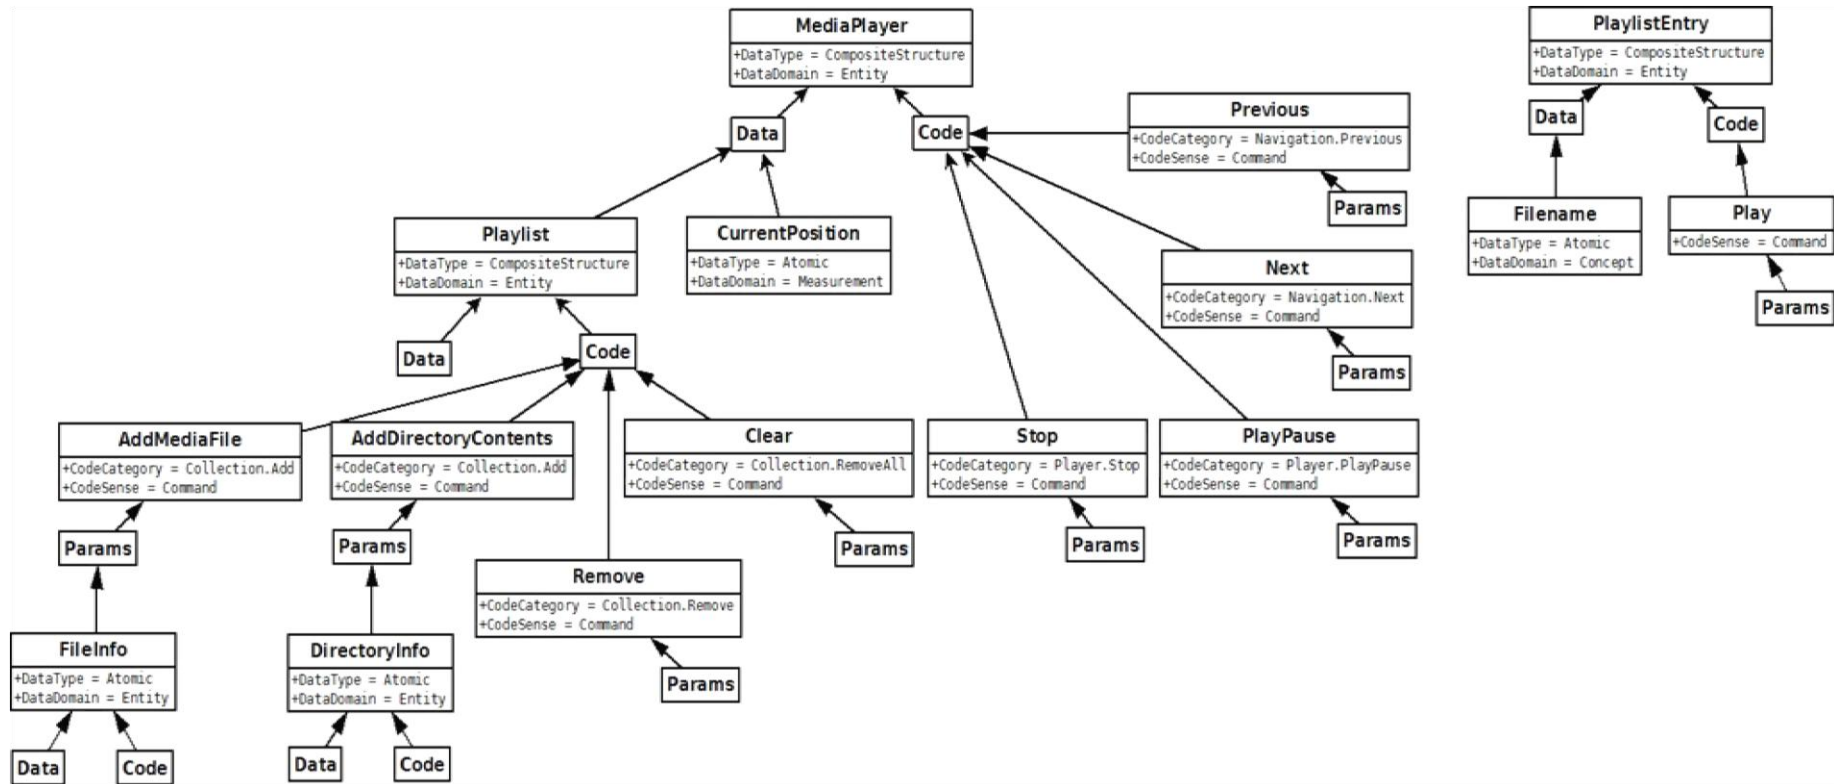 MediaPlayer
+DataType = CompositeStructure
+DataDomain = Entity
PlaylistEntry
+DataType = CompositeStructure
+DataDomain = Entity
Data
Code
Previous
+CodeCategory = Navigation.Previous
+CodeSense = Command
Params
Data
Code
Filename
+DataType = Atomic
+DataDomain = Concept
Play
+CodeSense = Command
Params
Playlist
+DataType = CompositeStructure
+DataDomain = Entity
CurrentPosition
+DataType = Atomic
+DataDomain = Measurement
Next
+CodeCategory = Navigation.Next
+CodeSense = Command
Params
Data
Code
AddMediaFile
+CodeCategory = Collection.Add
+CodeSense = Command
AddDirectoryContents
+CodeCategory = Collection.Add
+CodeSense = Command
Clear
+CodeCategory = Collection.RemoveAll
+CodeSense = Command
Stop
+CodeCategory = Player.Stop
+CodeSense = Command
PlayPause
+CodeCategory = Player.PlayPause
+CodeSense = Command
Params
Params
Params
Params
Params
Remove
+CodeCategory = Collection.Remove
+CodeSense = Command
Params
FileInfo
+DataType = Atomic
+DataDomain = Entity
DirectoryInfo
+DataType = Atomic
+DataDomain = Entity
Data
Code
Data
Code